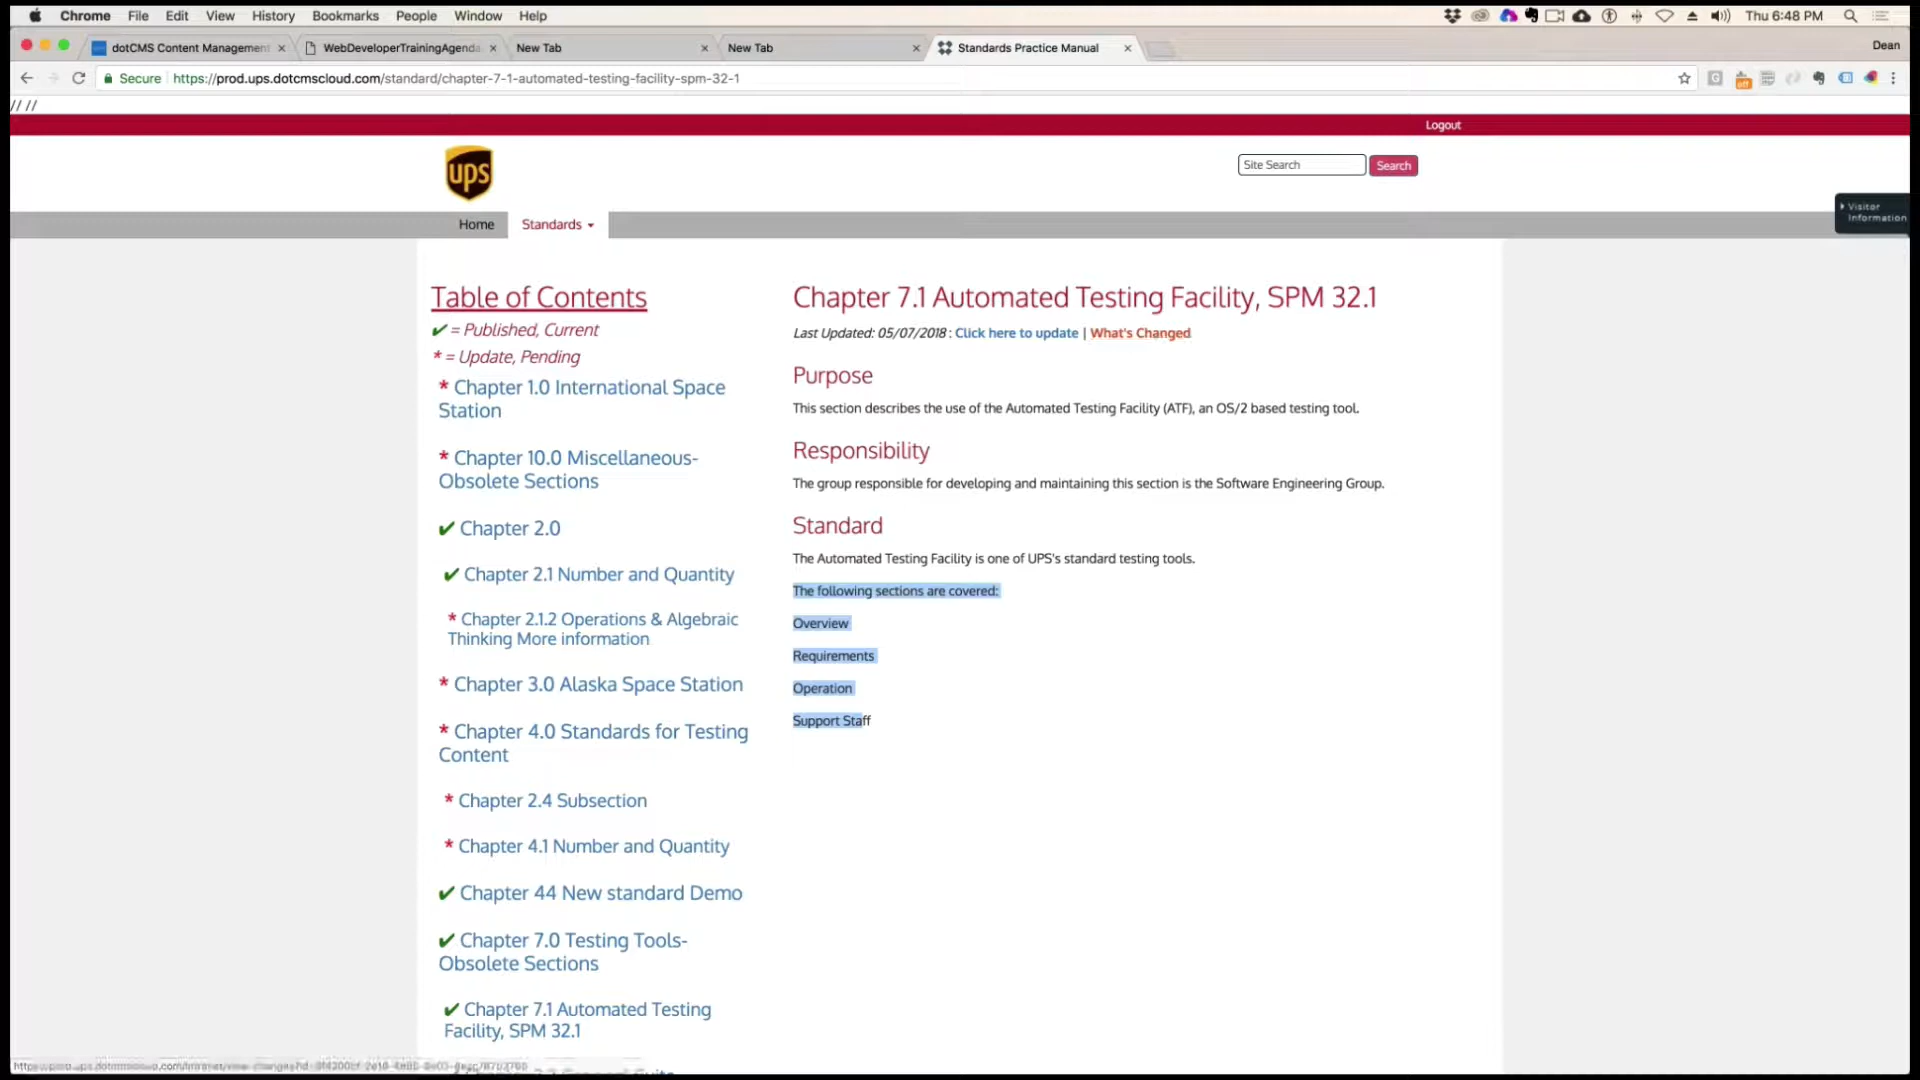 Chrome File Edit View History Bookmarks People Window Help Thu 6:48 PM
dotCMS Content Management WebDeveloperTrainingAgenda New Tab New Tab Standards Practice Manual Dean
Secure https://prod.ups.dotcmscloud.com/standard/chapter-7-1-automated-testing-facility-spm-32-1
// //
Logout
ups
Site Search Search
Visitor Information
Home Standards
Table of Contents
✔ = Published, Current
* = Update, Pending
* Chapter 1.0 International Space
Station
* Chapter 10.0 Miscellaneous-
Obsolete Sections
✔ Chapter 2.0
✔ Chapter 2.1 Number and Quantity
* Chapter 2.1.2 Operations & Algebraic
Thinking More information
* Chapter 3.0 Alaska Space Station
* Chapter 4.0 Standards for Testing
Content
* Chapter 2.4 Subsection
* Chapter 4.1 Number and Quantity
✔ Chapter 44 New standard Demo
✔ Chapter 7.0 Testing Tools-
Obsolete Sections
✔ Chapter 7.1 Automated Testing
Facility, SPM 32.1
Chapter 7.1 Automated Testing Facility, SPM 32.1
Last Updated: 05/07/2018 : Click here to update | What's Changed
Purpose
This section describes the use of the Automated Testing Facility (ATF), an OS/2 based testing tool.
Responsibility
The group responsible for developing and maintaining this section is the Software Engineering Group.
Standard
The Automated Testing Facility is one of UPS's standard testing tools.
The following sections are covered:
Overview
Requirements
Operation
Support Staff